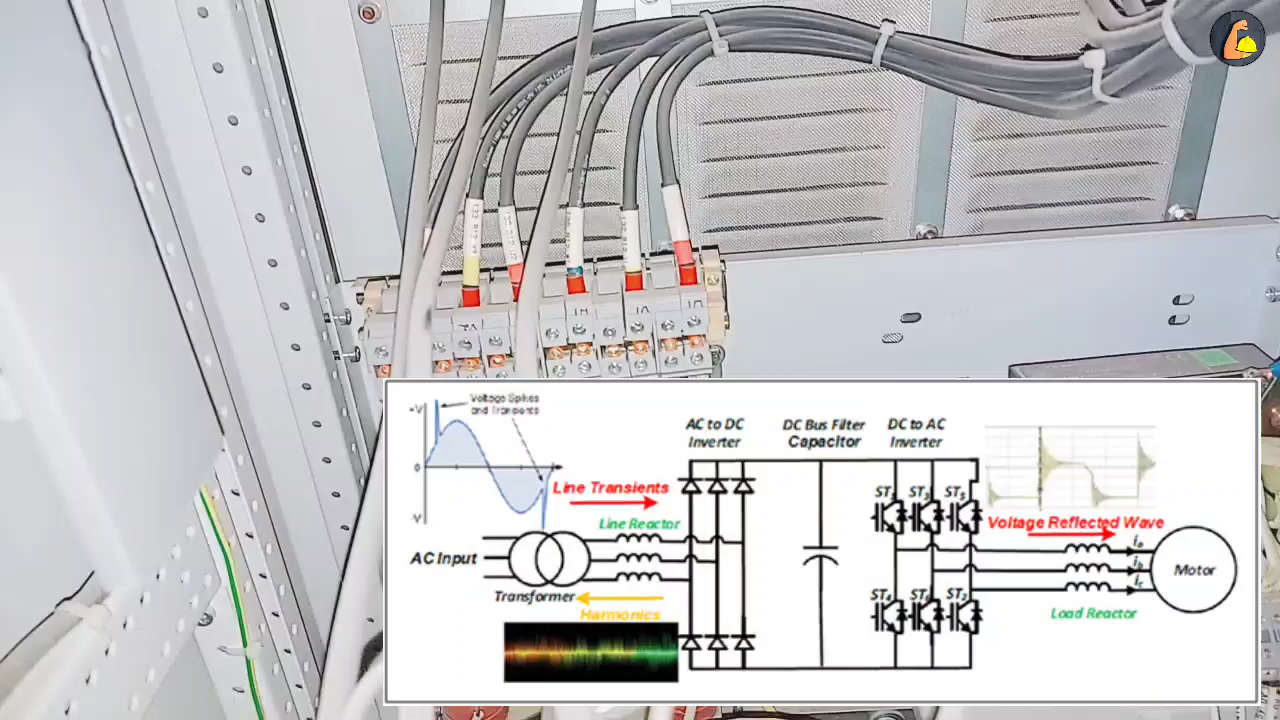 Voltage Spikes
and Transients
+V
0
-V
AC to DC
Inverter
DC Bus Filter
Capacitor
DC to AC
Inverter
Line Transients
Line Reactor
AC Input
Transformer
Harmonics
ST₁
ST₃
ST₅
ST₄
ST₆
ST₂
Voltage Reflected Wave
iₐ
i_b
i_c
Motor
Load Reactor